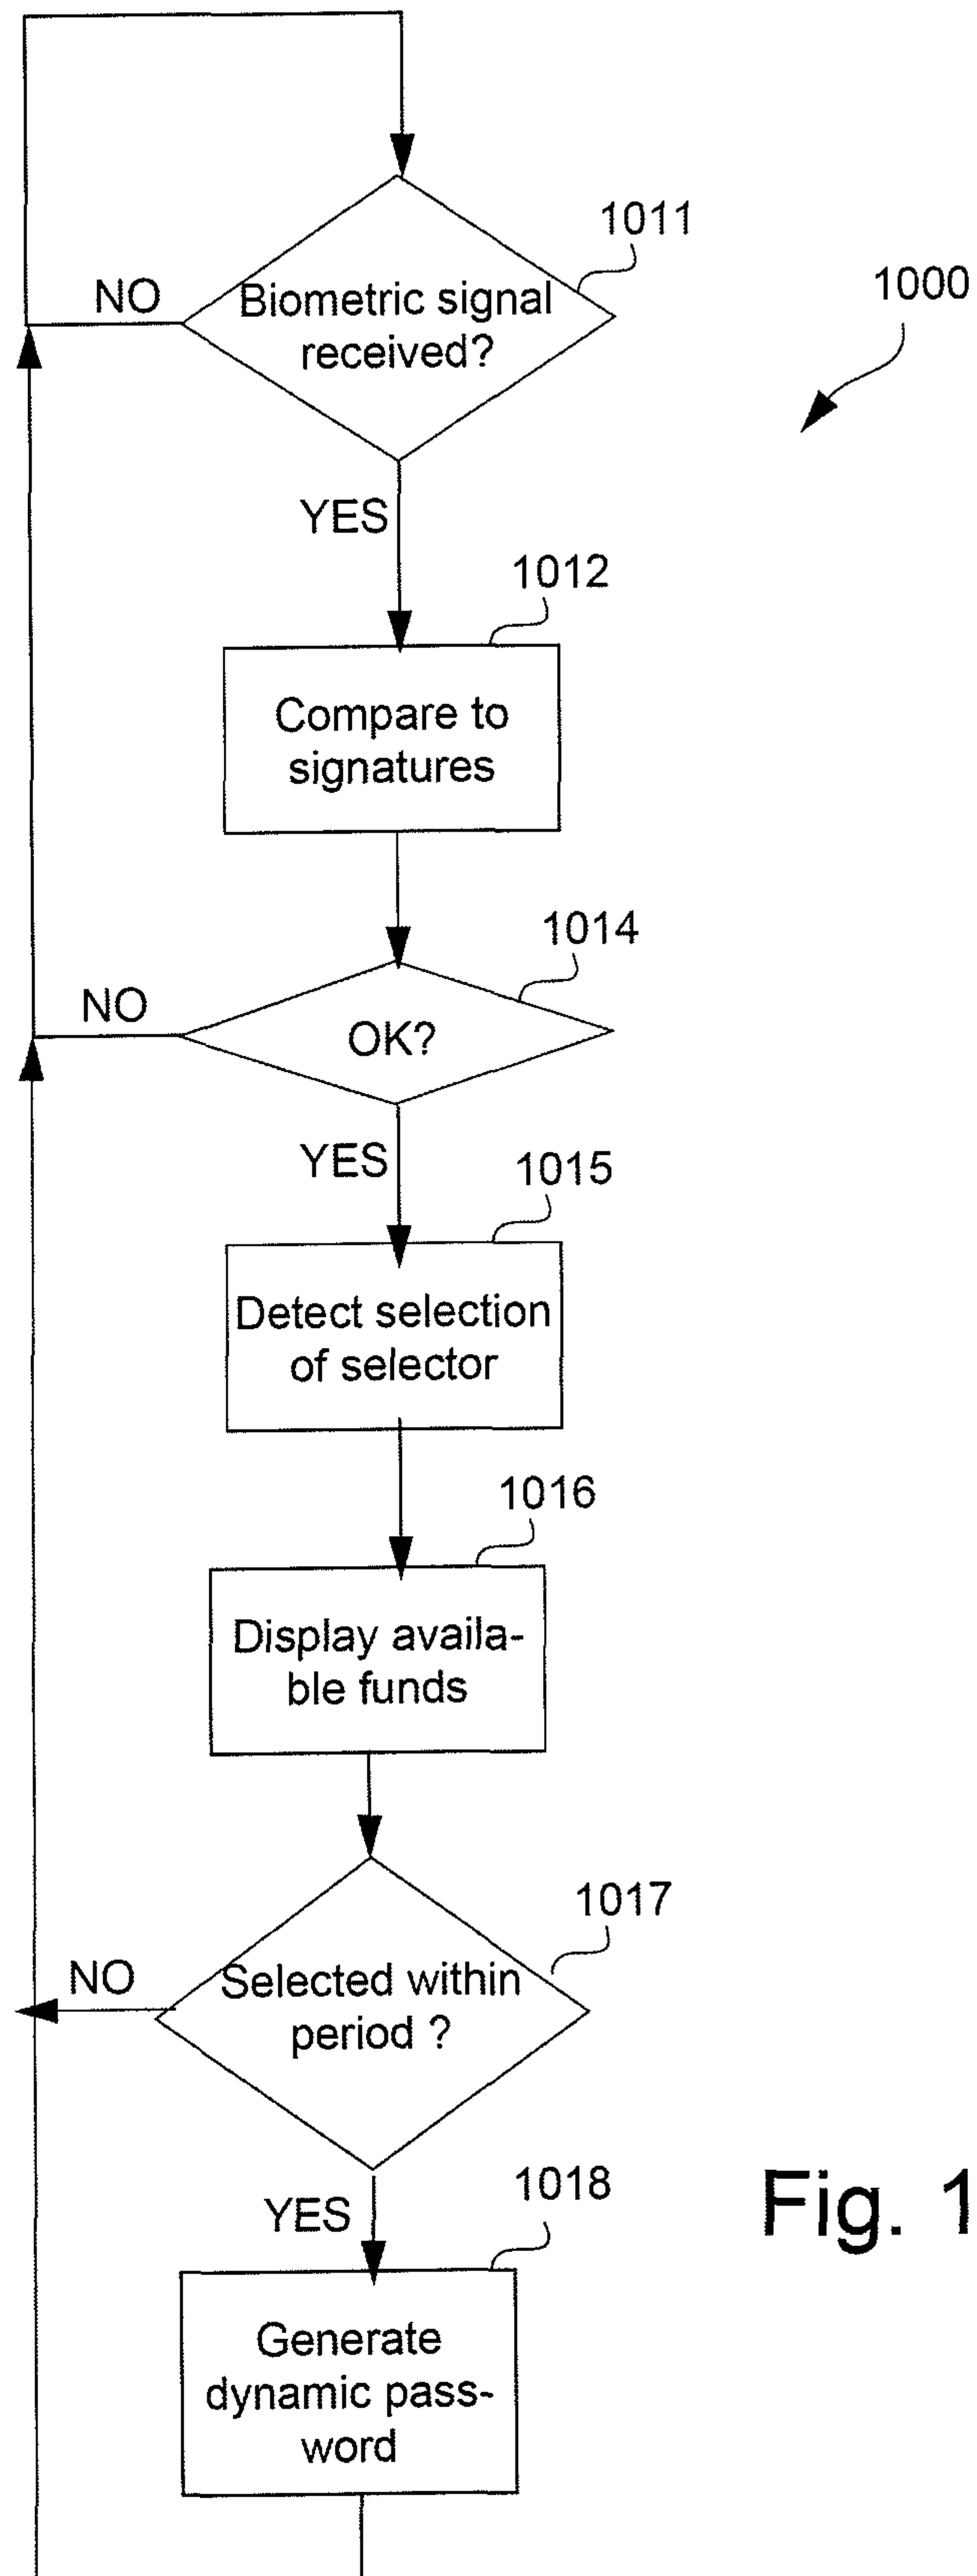 1011
1000
NO
Biometric signal
received?
YES
1012
Compare to
signatures
1014
NO
OK?
YES
1015
Detect selection
of selector
1016
Display availa-
ble funds
1017
NO
Selected within
period ?
YES
1018
Fig. 1
Generate
dynamic pass-
word